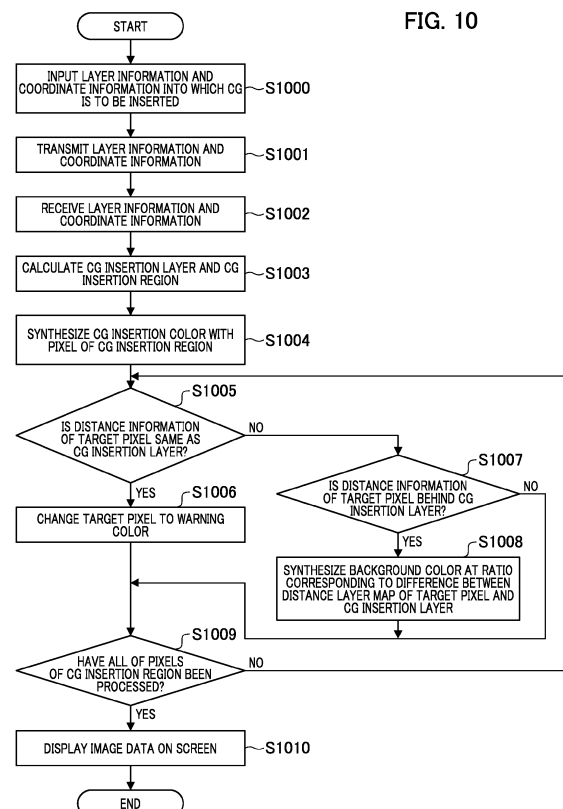 FIG. 10
START
INPUT LAYER INFORMATION AND
COORDINATE INFORMATION INTO WHICH CG
IS TO BE INSERTED
S1000
TRANSMIT LAYER INFORMATION AND
COORDINATE INFORMATION
S1001
RECEIVE LAYER INFORMATION AND
COORDINATE INFORMATION
S1002
CALCULATE CG INSERTION LAYER AND CG
INSERTION REGION
S1003
SYNTHESIZE CG INSERTION COLOR WITH
PIXEL OF CG INSERTION REGION
S1004
S1005
IS DISTANCE INFORMATION
OF TARGET PIXEL SAME AS
CG INSERTION LAYER?
NO
YES
S1006
CHANGE TARGET PIXEL TO WARNING
COLOR
S1007
IS DISTANCE INFORMATION
OF TARGET PIXEL BEHIND CG
INSERTION LAYER?
NO
YES
S1008
SYNTHESIZE BACKGROUND COLOR AT RATIO
CORRESPONDING TO DIFFERENCE BETWEEN
DISTANCE LAYER MAP OF TARGET PIXEL AND
CG INSERTION LAYER
S1009
HAVE ALL OF PIXELS
OF CG INSERTION REGION BEEN
PROCESSED?
NO
YES
DISPLAY IMAGE DATA ON SCREEN
S1010
END